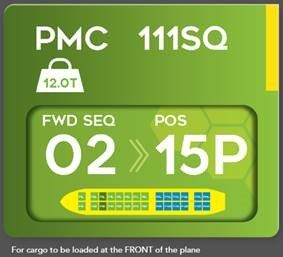 PMC 111SQ
12.0T
FWD SEQ POS
02 15P
For cargo to be loaded at the FRONT of the plane